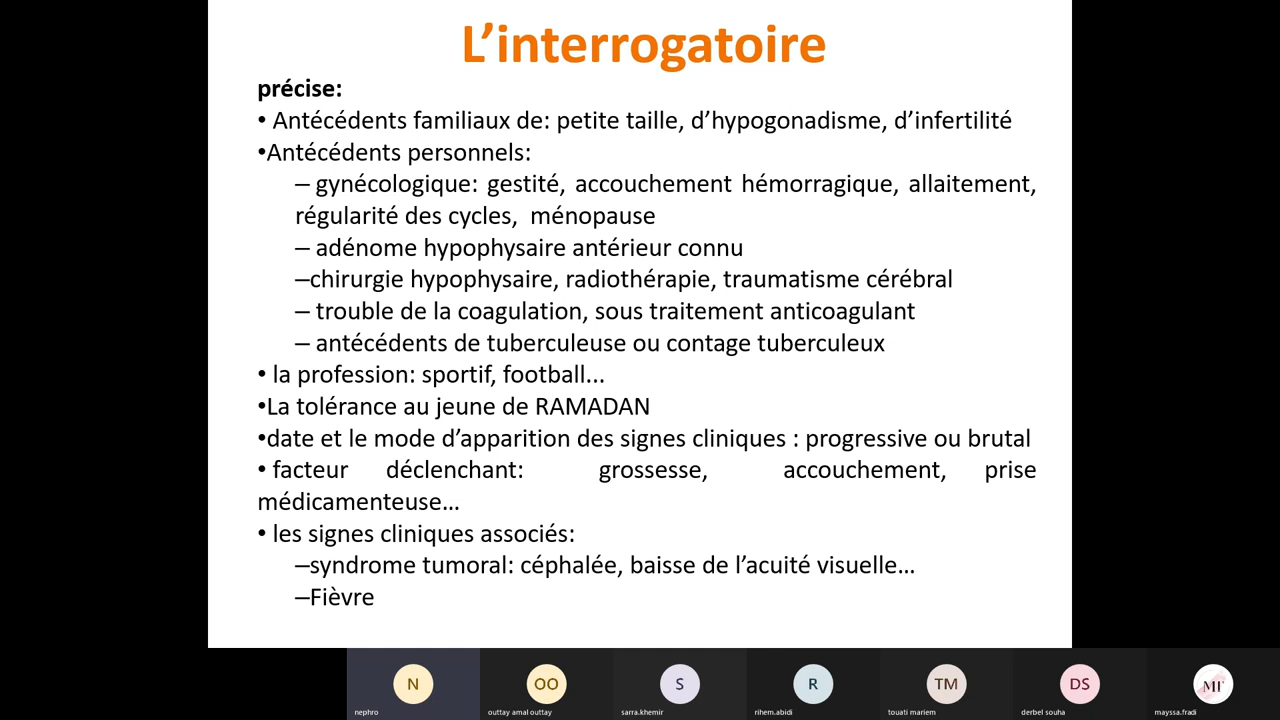 L’interrogatoire
précise:
• Antécédents familiaux de: petite taille, d’hypogonadisme, d’infertilité
•Antécédents personnels:
– gynécologique: gestité, accouchement hémorragique, allaitement,
régularité des cycles, ménopause
– adénome hypophysaire antérieur connu
–chirurgie hypophysaire, radiothérapie, traumatisme cérébral
– trouble de la coagulation, sous traitement anticoagulant
– antécédents de tuberculeuse ou contage tuberculeux
• la profession: sportif, football...
•La tolérance au jeune de RAMADAN
•date et le mode d’apparition des signes cliniques : progressive ou brutal
• facteur déclenchant: grossesse, accouchement, prise
médicamenteuse...
• les signes cliniques associés:
–syndrome tumoral: céphalée, baisse de l’acuité visuelle...
–Fièvre
N OO S R TM DS MF
nephro outtay amal outtay sarra.khemir rihem.abidi touati mariem derbel souha mayssa.fradi